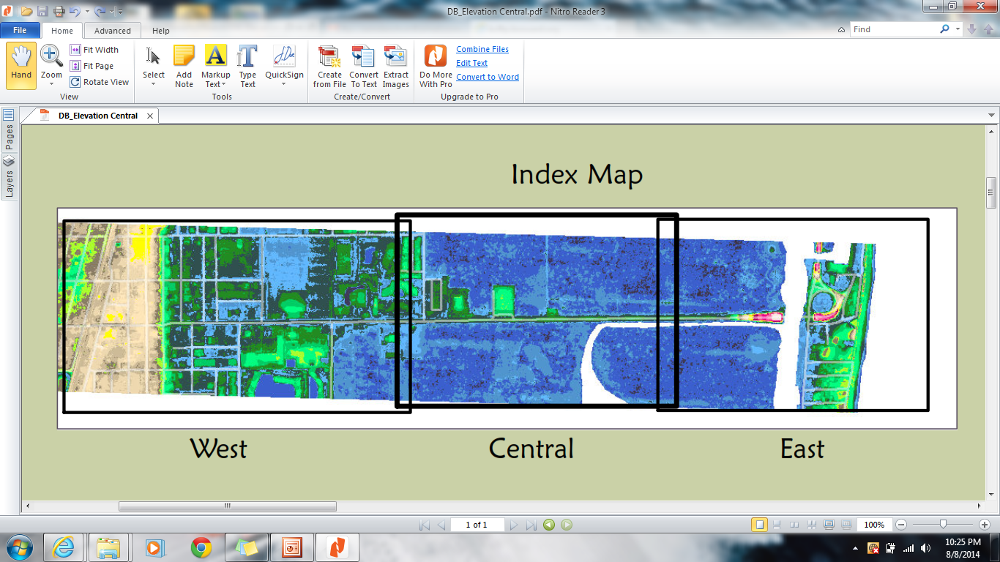 DB_Elevation Central.pdf - Nitro Reader 3
File
Home
Advanced
Help
Find
Hand
Zoom
Fit Width
Fit Page
Rotate View
View
Select
Add
Note
Markup
Text
Type
Text
QuickSign
Tools
Create
from File
Convert
To Text
Extract
Images
Create/Convert
Do More
With Pro
Combine Files
Edit Text
Convert to Word
Upgrade to Pro
DB_Elevation Central
Pages
Layers
Index Map
West
Central
East
1 of 1
100%
10:25 PM
8/8/2014